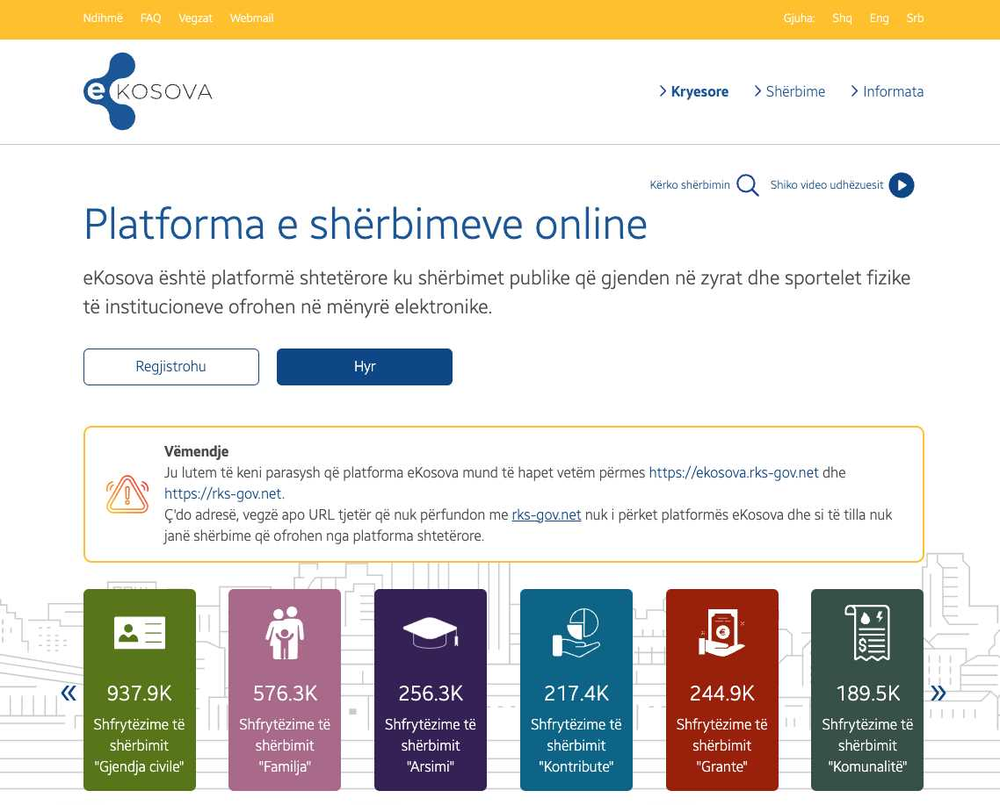 Ndihmë FAQ Vegzat Webmail Gjuha: Shq Eng Srb
e KOSOVA
Kryesore Shërbime Informata
Kërko shërbimin Shiko video udhëzuesit
Platforma e shërbimeve online
eKosova është platformë shtetërore ku shërbimet publike që gjenden në zyrat dhe sportelet fizike
të institucioneve ofrohen në mënyrë elektronike.
Regjistrohu Hyr
Vëmendje
Ju lutem të keni parasysh që platforma eKosova mund të hapet vetëm përmes https://ekosova.rks-gov.net dhe
https://rks-gov.net.
Ç'do adresë, vegzë apo URL tjetër që nuk përfundon me rks-gov.net nuk i përket platformës eKosova dhe si të tilla nuk
janë shërbime që ofrohen nga platforma shtetërore.
« 937.9K 576.3K 256.3K 217.4K 244.9K 189.5K »
Shfrytëzime të Shfrytëzime të Shfrytëzime të Shfrytëzime të Shfrytëzime të Shfrytëzime të
shërbimit shërbimit shërbimit shërbimit shërbimit shërbimit
"Gjendja civile" "Familja" "Arsimi" "Kontribute" "Grante" "Komunalitë"